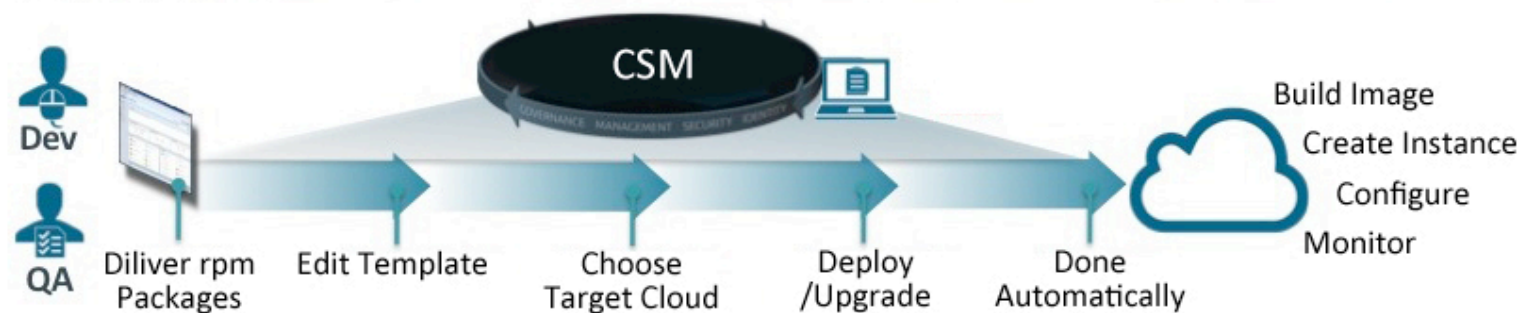 CSM
GOVERNANCE MANAGEMENT SECURITY IDENTITY
Dev
QA
Diliver rpm
Packages
Edit Template
Choose
Target Cloud
Deploy
/Upgrade
Done
Automatically
Build Image
Create Instance
Configure
Monitor